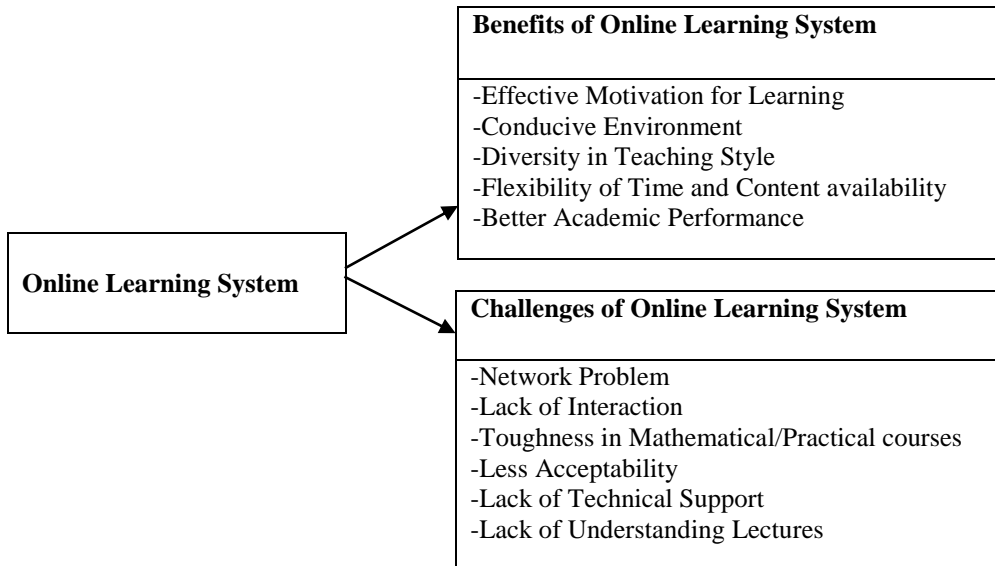 Benefits of Online Learning System
-Effective Motivation for Learning
-Conducive Environment
-Diversity in Teaching Style
-Flexibility of Time and Content availability
-Better Academic Performance
Online Learning System
Challenges of Online Learning System
-Network Problem
-Lack of Interaction
-Toughness in Mathematical/Practical courses
-Less Acceptability
-Lack of Technical Support
-Lack of Understanding Lectures